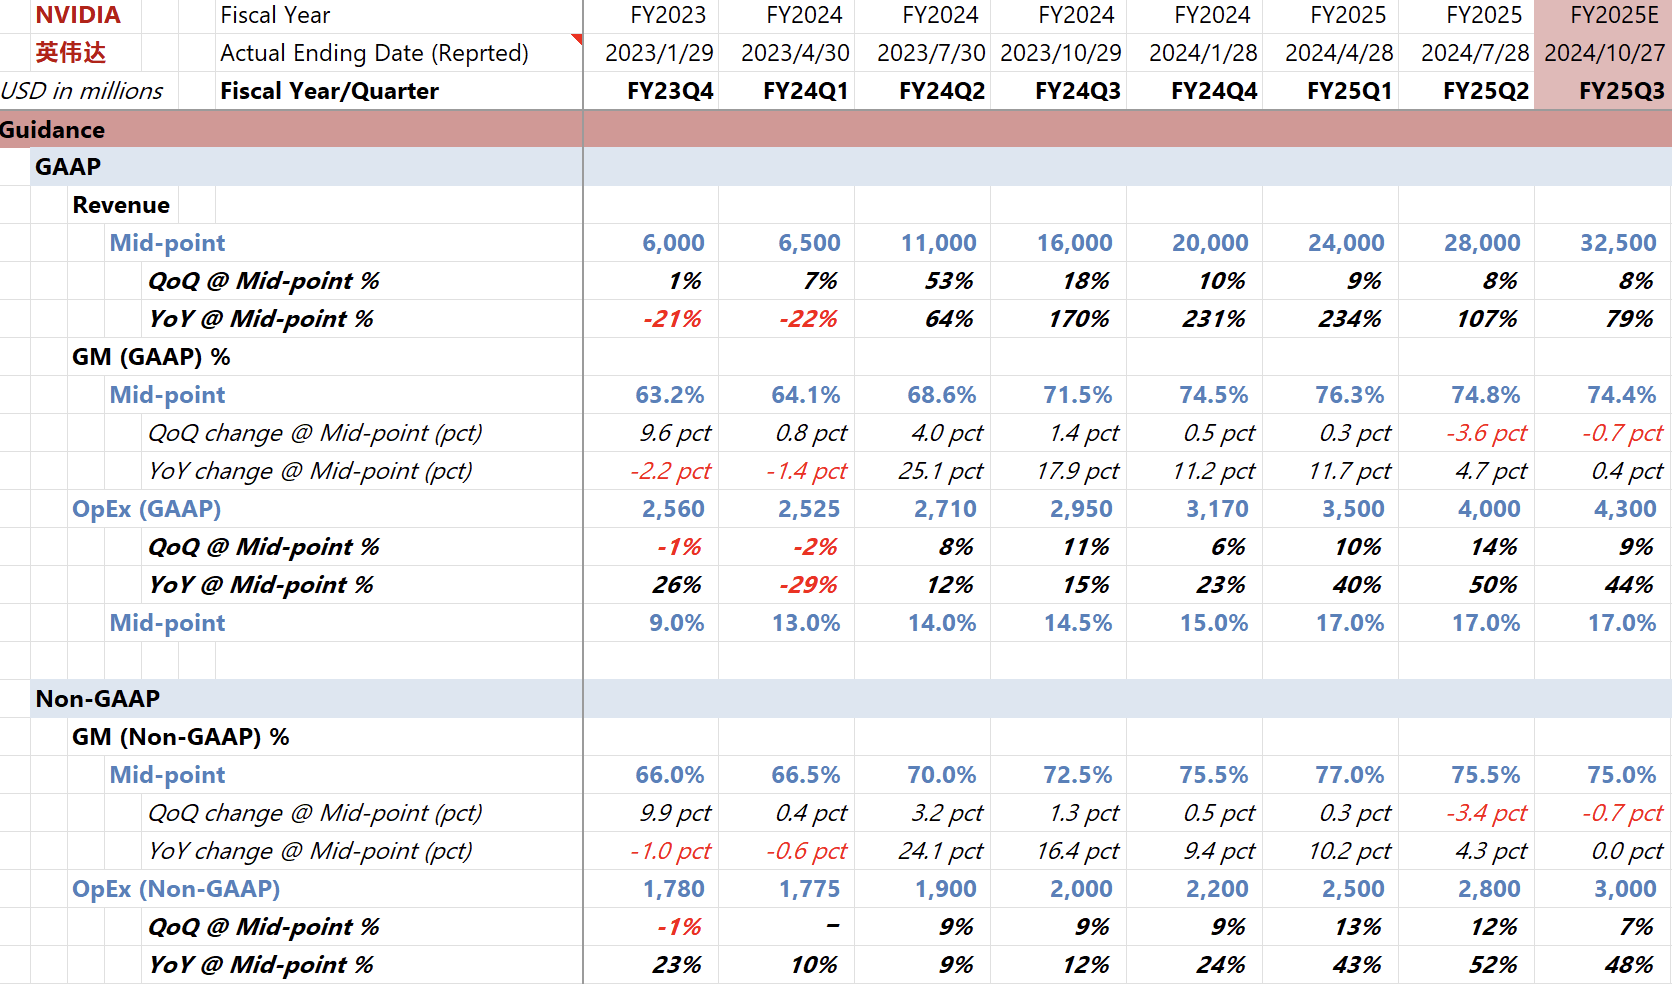 NVIDIA Fiscal Year FY2023 FY2024 FY2024 FY2024 FY2024 FY2025 FY2025 FY2025E
英伟达 Actual Ending Date (Reprted) 2023/1/29 2023/4/30 2023/7/30 2023/10/29 2024/1/28 2024/4/28 2024/7/28 2024/10/27
USD in millions Fiscal Year/Quarter FY23Q4 FY24Q1 FY24Q2 FY24Q3 FY24Q4 FY25Q1 FY25Q2 FY25Q3
Guidance
GAAP
Revenue
Mid-point 6,000 6,500 11,000 16,000 20,000 24,000 28,000 32,500
QoQ @ Mid-point % 1% 7% 53% 18% 10% 9% 8% 8%
YoY @ Mid-point % -21% -22% 64% 170% 231% 234% 107% 79%
GM (GAAP) %
Mid-point 63.2% 64.1% 68.6% 71.5% 74.5% 76.3% 74.8% 74.4%
QoQ change @ Mid-point (pct) 9.6 pct 0.8 pct 4.0 pct 1.4 pct 0.5 pct 0.3 pct -3.6 pct -0.7 pct
YoY change @ Mid-point (pct) -2.2 pct -1.4 pct 25.1 pct 17.9 pct 11.2 pct 11.7 pct 4.7 pct 0.4 pct
OpEx (GAAP) 2,560 2,525 2,710 2,950 3,170 3,500 4,000 4,300
QoQ @ Mid-point % -1% -2% 8% 11% 6% 10% 14% 9%
YoY @ Mid-point % 26% -29% 12% 15% 23% 40% 50% 44%
Mid-point 9.0% 13.0% 14.0% 14.5% 15.0% 17.0% 17.0% 17.0%
Non-GAAP
GM (Non-GAAP) %
Mid-point 66.0% 66.5% 70.0% 72.5% 75.5% 77.0% 75.5% 75.0%
QoQ change @ Mid-point (pct) 9.9 pct 0.4 pct 3.2 pct 1.3 pct 0.5 pct 0.3 pct -3.4 pct -0.7 pct
YoY change @ Mid-point (pct) -1.0 pct -0.6 pct 24.1 pct 16.4 pct 9.4 pct 10.2 pct 4.3 pct 0.0 pct
OpEx (Non-GAAP) 1,780 1,775 1,900 2,000 2,200 2,500 2,800 3,000
QoQ @ Mid-point % -1% – 9% 9% 9% 13% 12% 7%
YoY @ Mid-point % 23% 10% 9% 12% 24% 43% 52% 48%